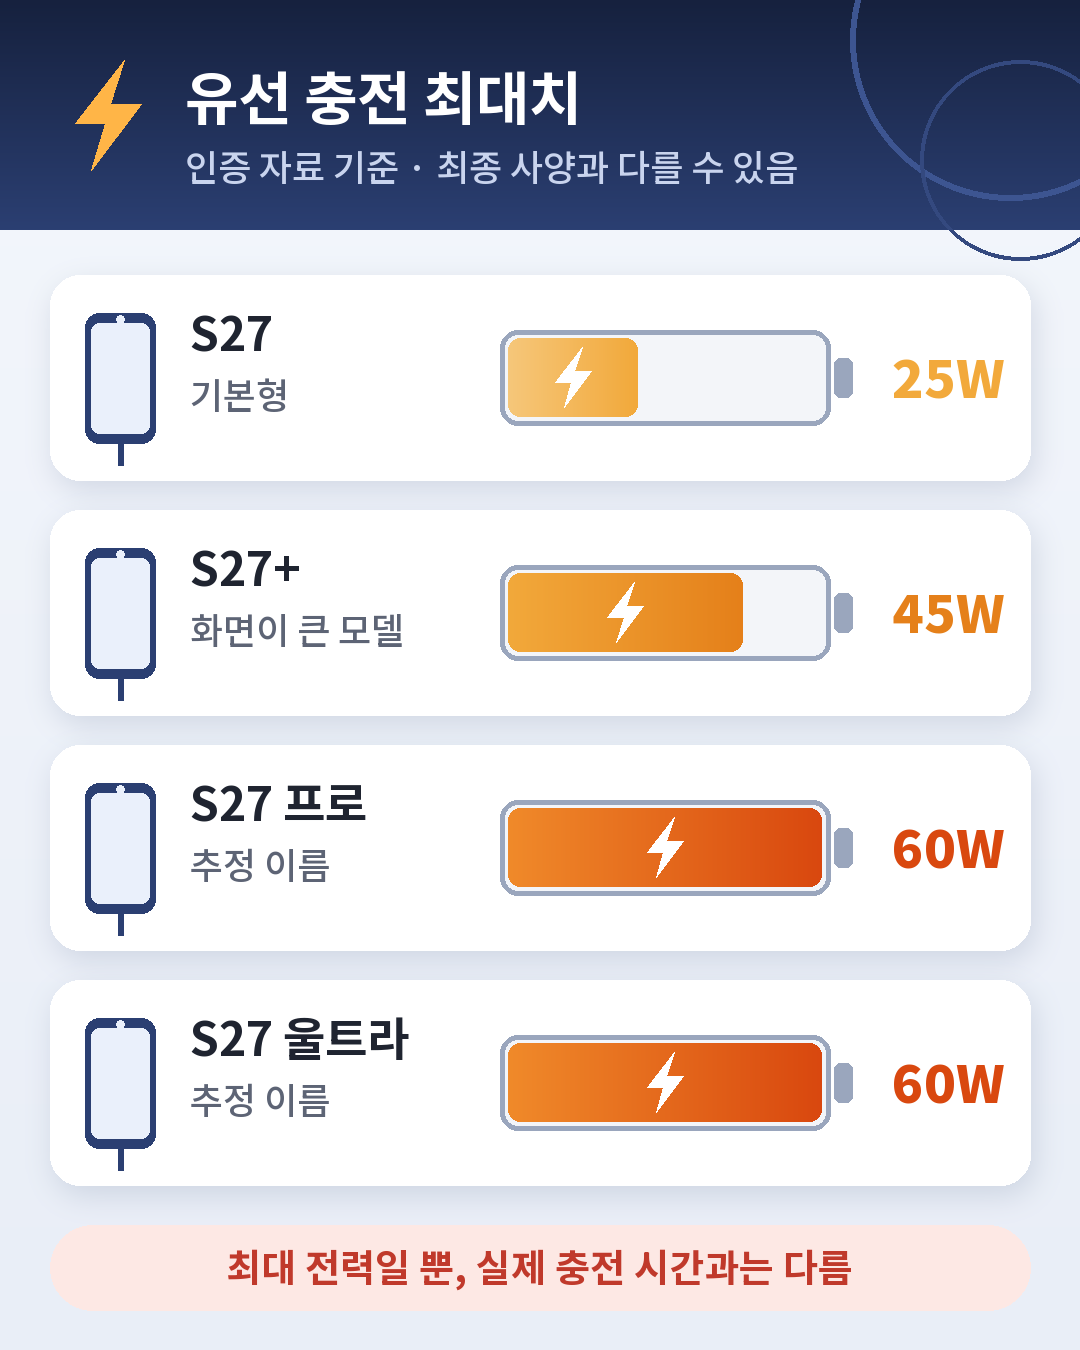 유선 충전 최대치
인증 자료 기준 · 최종 사양과 다를 수 있음
S27
기본형
25W
S27+
화면이 큰 모델
45W
S27 프로
추정 이름
60W
S27 울트라
추정 이름
60W
최대 전력일 뿐, 실제 충전 시간과는 다름